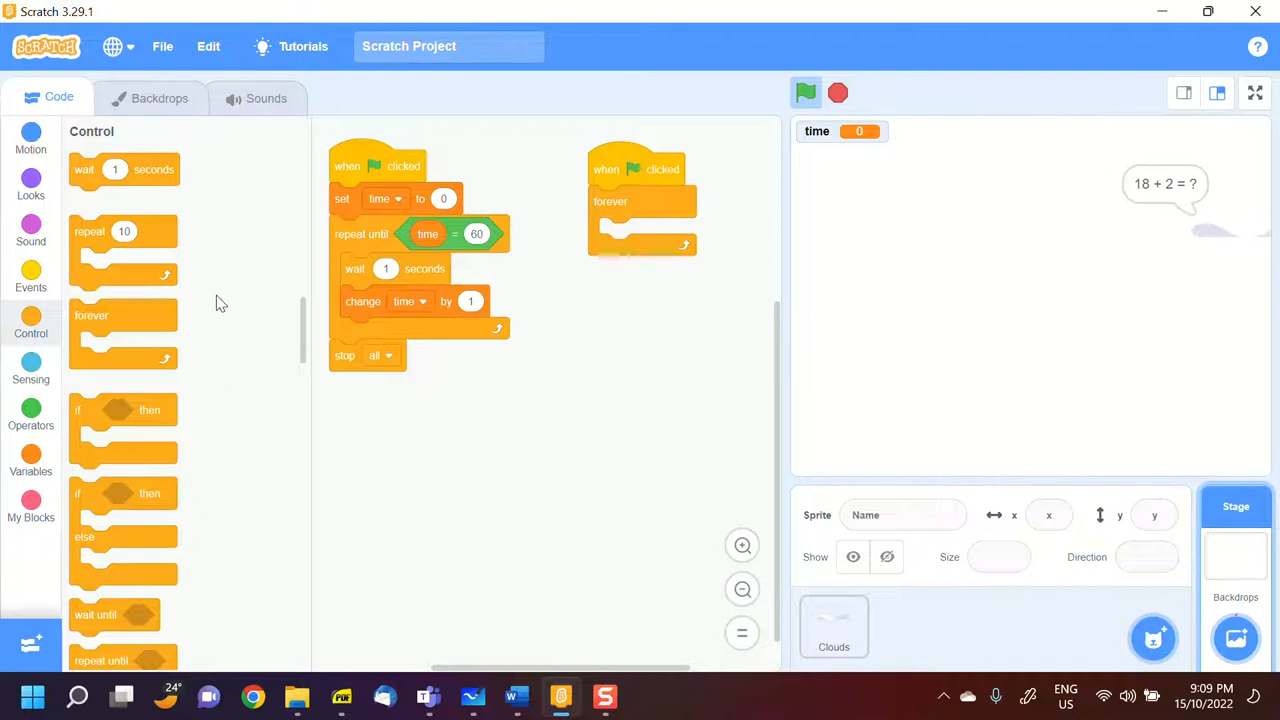 Scratch 3.29.1
SCRATCH
File
Edit
Tutorials
Scratch Project
?
Code
Backdrops
Sounds
Motion
Looks
Sound
Events
Control
Sensing
Operators
Variables
My Blocks
Control
wait 1 seconds
repeat 10
forever
if then
if then
else
wait until
repeat until
when clicked
set time to 0
repeat until time = 60
wait 1 seconds
change time by 1
stop all
when clicked
forever
time 0
18 + 2 = ?
Sprite Name
x x
y y
Show
Size
Direction
Clouds
Stage
Backdrops
24°
PDF
ENG
US
9:09 PM
15/10/2022